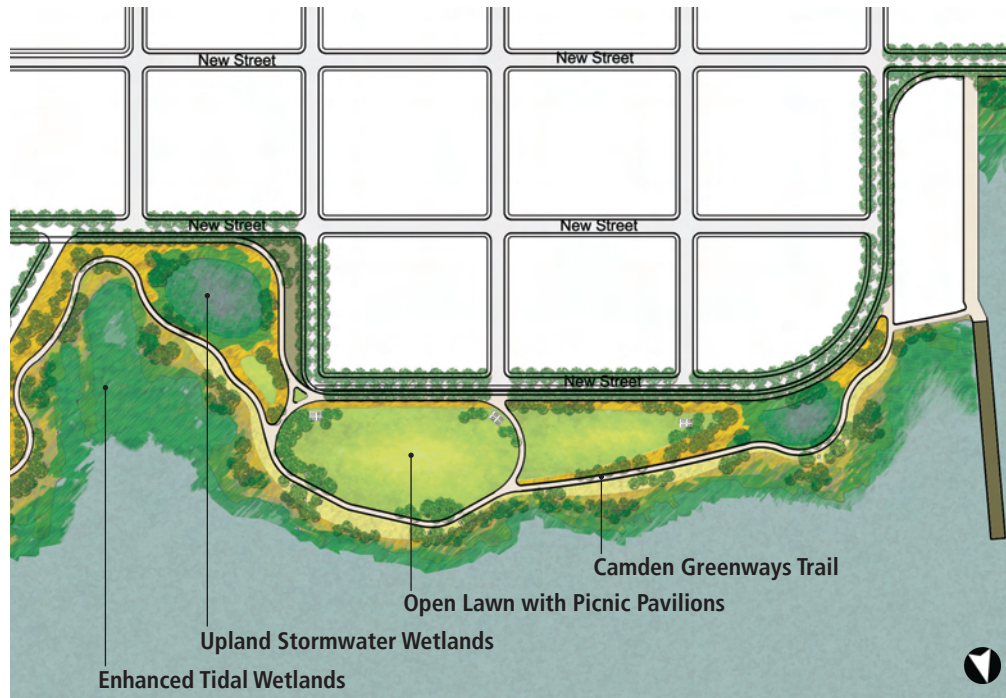 New Street
New Street
New Street
New Street
New Street
Camden Greenways Trail
Open Lawn with Picnic Pavilions
Upland Stormwater Wetlands
Enhanced Tidal Wetlands